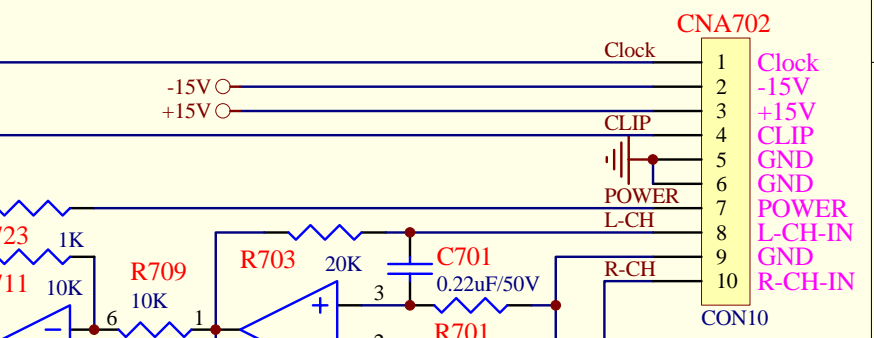 CNA702
Clock 1 Clock
-15V 2 -15V
+15V 3 +15V
CLIP 4 CLIP
5 GND
6 GND
POWER 7 POWER
L-CH 8 L-CH-IN
9 GND
R-CH 10 R-CH-IN
CON10
23 1K
11 10K
R709
10K
6 1
R703 20K
C701
0.22uF/50V
3
+
−
R701